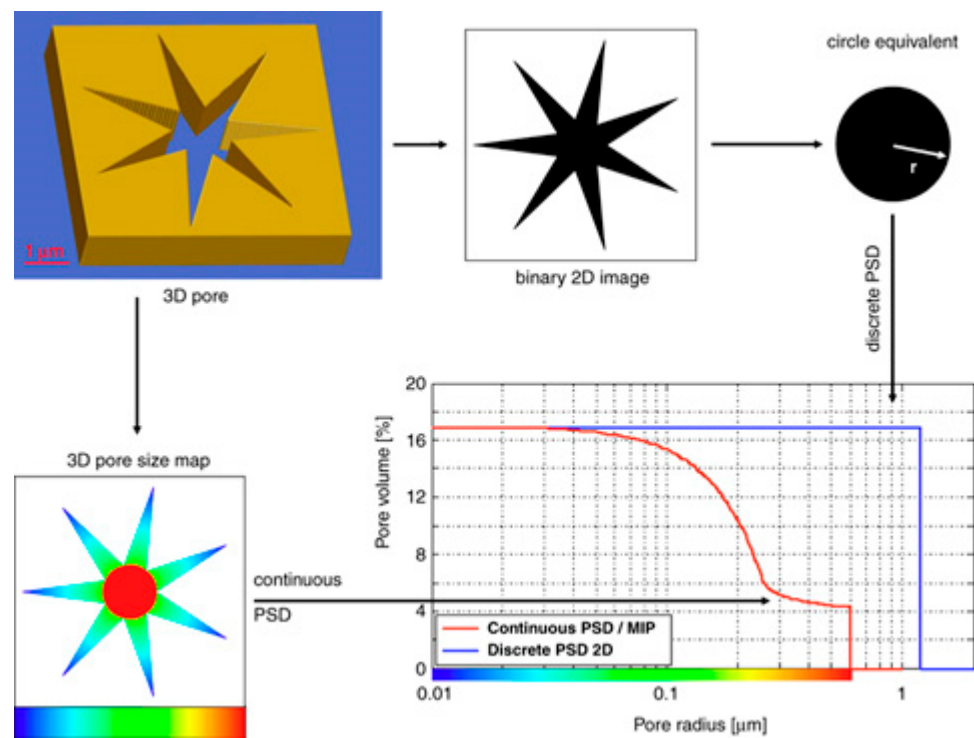 circle equivalent
r
1 µm
3D pore
binary 2D image
discrete PSD
3D pore size map
continuous
PSD
Pore volume [%]
20
16
12
8
4
0
Continuous PSD / MIP
Discrete PSD 2D
0.01
0.1
1
Pore radius [µm]